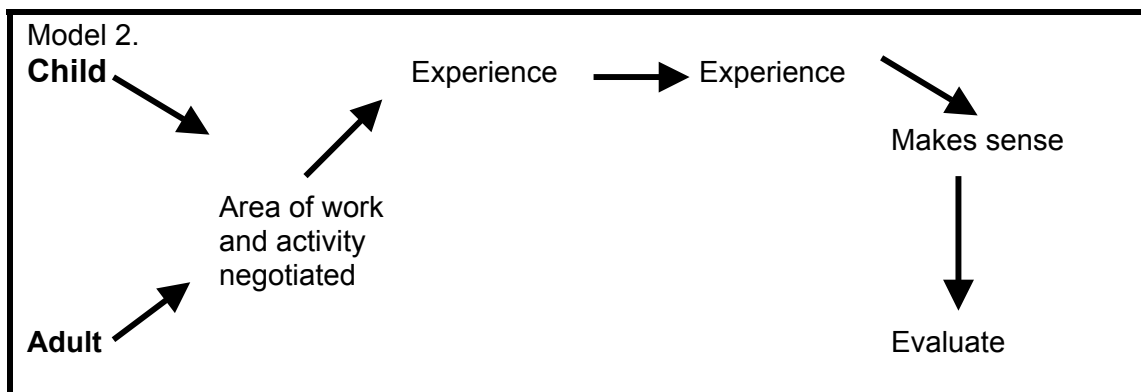 Model 2.
Child
Experience
Experience
Makes sense
Area of work
and activity
negotiated
Adult
Evaluate